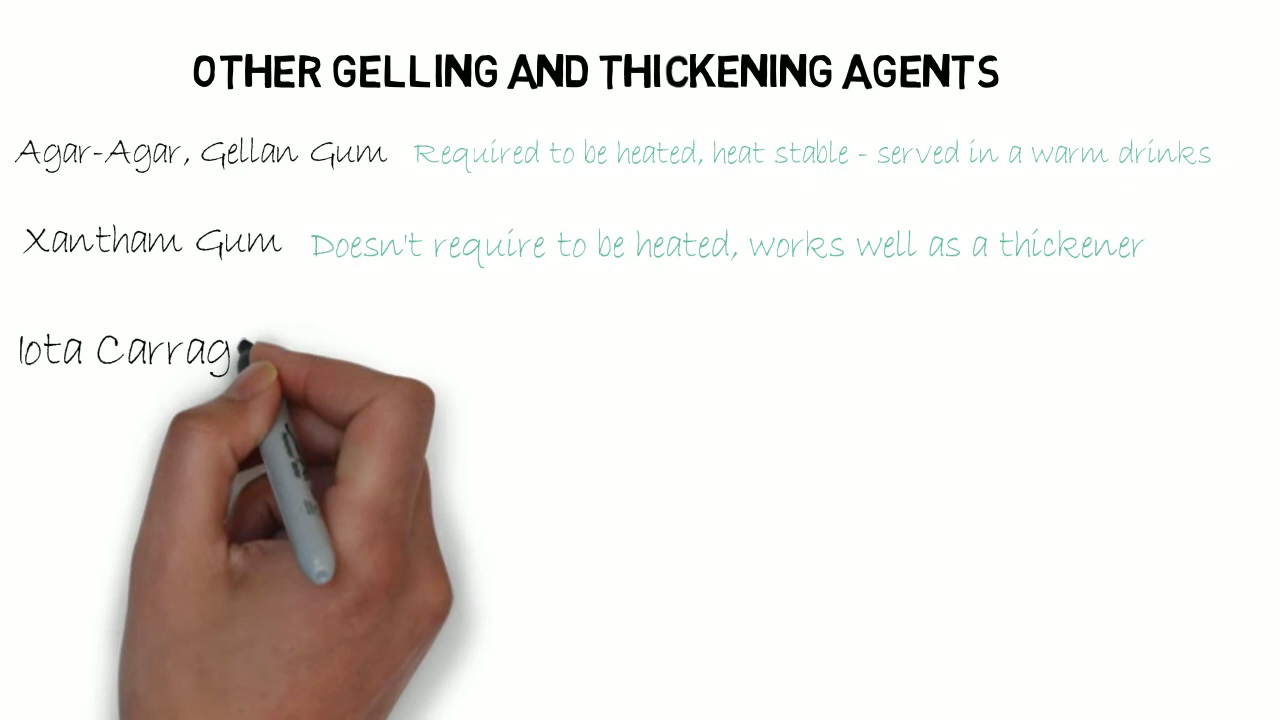 OTHER GELLING AND THICKENING AGENTS
Agar-Agar, Gellan Gum Required to be heated, heat stable - served in a warm drinks
Xantham Gum Doesn't require to be heated, works well as a thickener
Iota Carrag